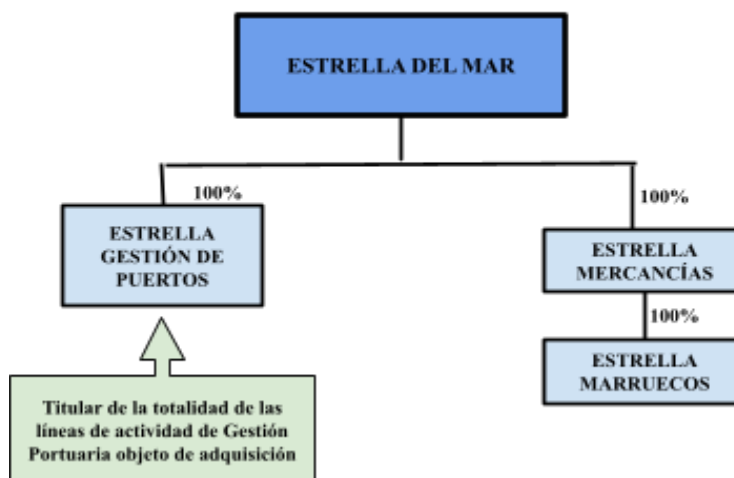 ESTRELLA DEL MAR
100%
ESTRELLA
GESTIÓN DE
PUERTOS
100%
ESTRELLA
MERCANCÍAS
100%
ESTRELLA
MARRUECOS
Titular de la totalidad de las
líneas de actividad de Gestión
Portuaria objeto de adquisición